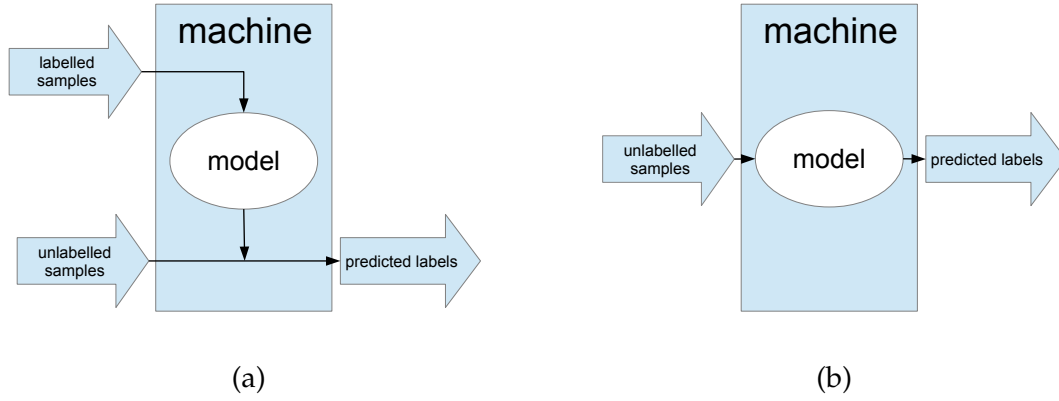 machine
labelled
samples
model
unlabelled
samples
predicted labels
(a)
machine
unlabelled
samples
model
predicted labels
(b)